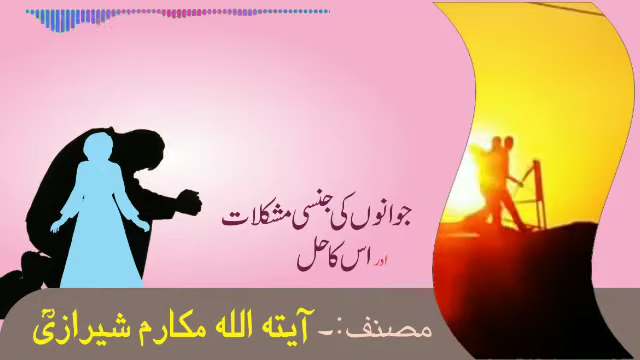 جوانوں کی جنسی مشکلات
اور اس کا حل
مصنف:۔ آیته الله مکارم شیرازیؒ